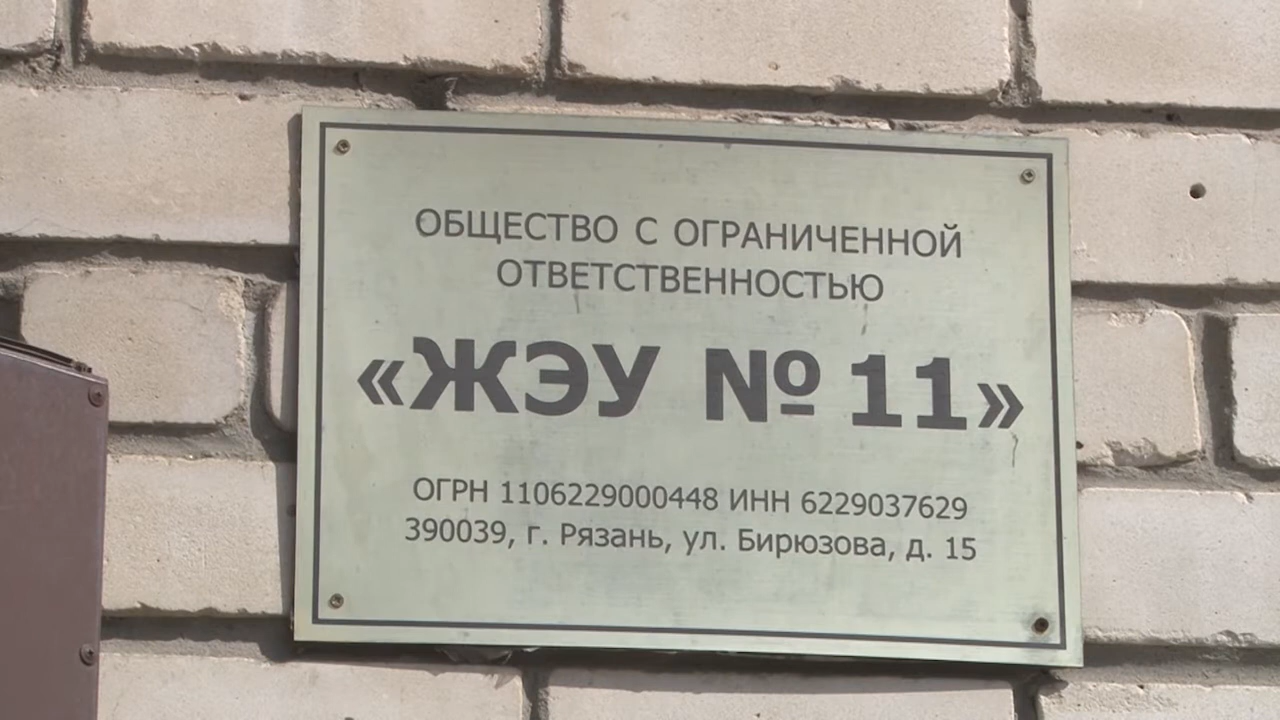 ОБЩЕСТВО С ОГРАНИЧЕННОЙ
ОТВЕТСТВЕННОСТЬЮ
«ЖЭУ № 11»
ОГРН 1106229000448 ИНН 6229037629
390039, г. Рязань, ул. Бирюзова, д. 15